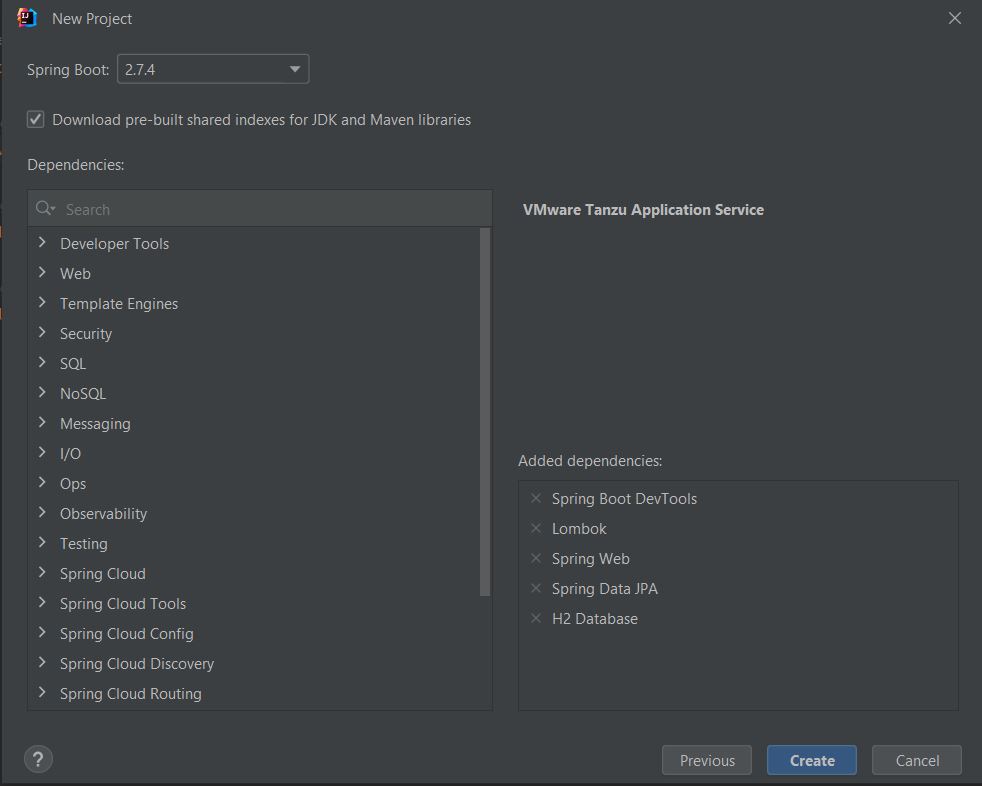 New Project
Spring Boot: 2.7.4
Download pre-built shared indexes for JDK and Maven libraries
Dependencies:
Search
Developer Tools
Web
Template Engines
Security
SQL
NoSQL
Messaging
I/O
Ops
Observability
Testing
Spring Cloud
Spring Cloud Tools
Spring Cloud Config
Spring Cloud Discovery
Spring Cloud Routing
VMware Tanzu Application Service
Added dependencies:
Spring Boot DevTools
Lombok
Spring Web
Spring Data JPA
H2 Database
?
Previous
Create
Cancel